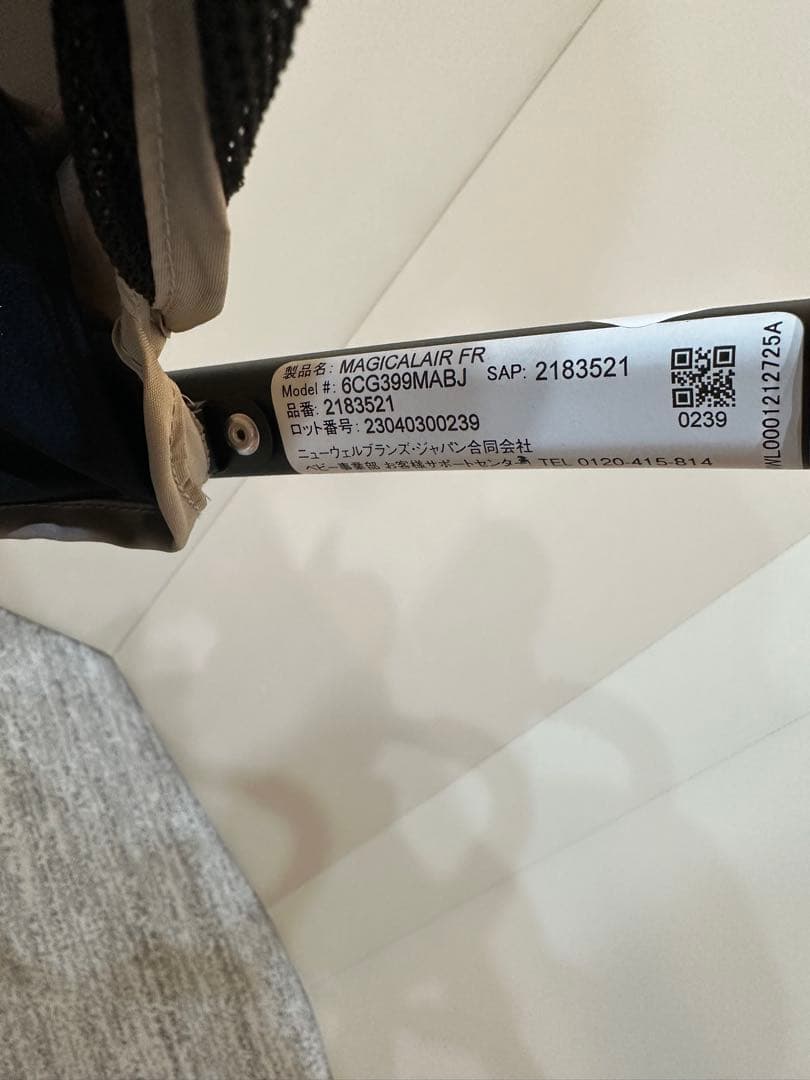 製品名: MAGICALAIR FR
Model #: 6CG399MABJ SAP: 2183521
品番: 2183521
ロット番号: 23040300239
ニューウェルブランズ・ジャパン合同会社
ベビー事業部 お客様サポートセンター TEL 0120-415-814
0239
WL0001212725A